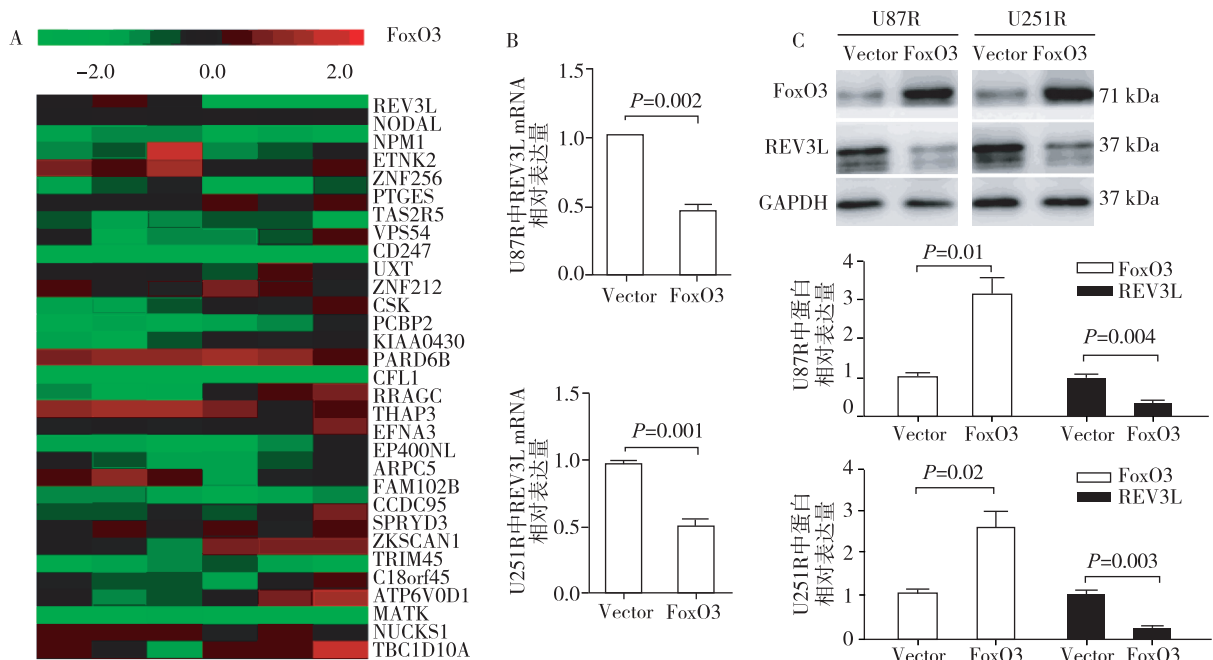 A
FoxO3
−2.0 0.0 2.0
REV3L
NODAL
NPM1
ETNK2
ZNF256
PTGES
TAS2R5
VPS54
CD247
UXT
ZNF212
CSK
PCBP2
KIAA0430
PARD6B
CFL1
RRAGC
THAP3
EFNA3
EP400NL
ARPC5
FAM102B
CCDC95
SPRYD3
ZKSCAN1
TRIM45
C18orf45
ATP6V0D1
MATK
NUCKS1
TBC1D10A
B
U87R中REV3L mRNA
相对表达量
1.5
1.0
0.5
0.0
P=0.002
Vector FoxO3
U251R中REV3L mRNA
相对表达量
1.5
1.0
0.5
0.0
P=0.001
Vector FoxO3
C
U87R U251R
Vector FoxO3 Vector FoxO3
FoxO3 71 kDa
REV3L 37 kDa
GAPDH 37 kDa
U87R中蛋白
相对表达量
4
3
2
1
0
P=0.01
FoxO3
REV3L
P=0.004
Vector FoxO3 Vector FoxO3
U251R中蛋白
相对表达量
4
3
2
1
0
P=0.02
FoxO3
REV3L
P=0.003
Vector FoxO3 Vector FoxO3